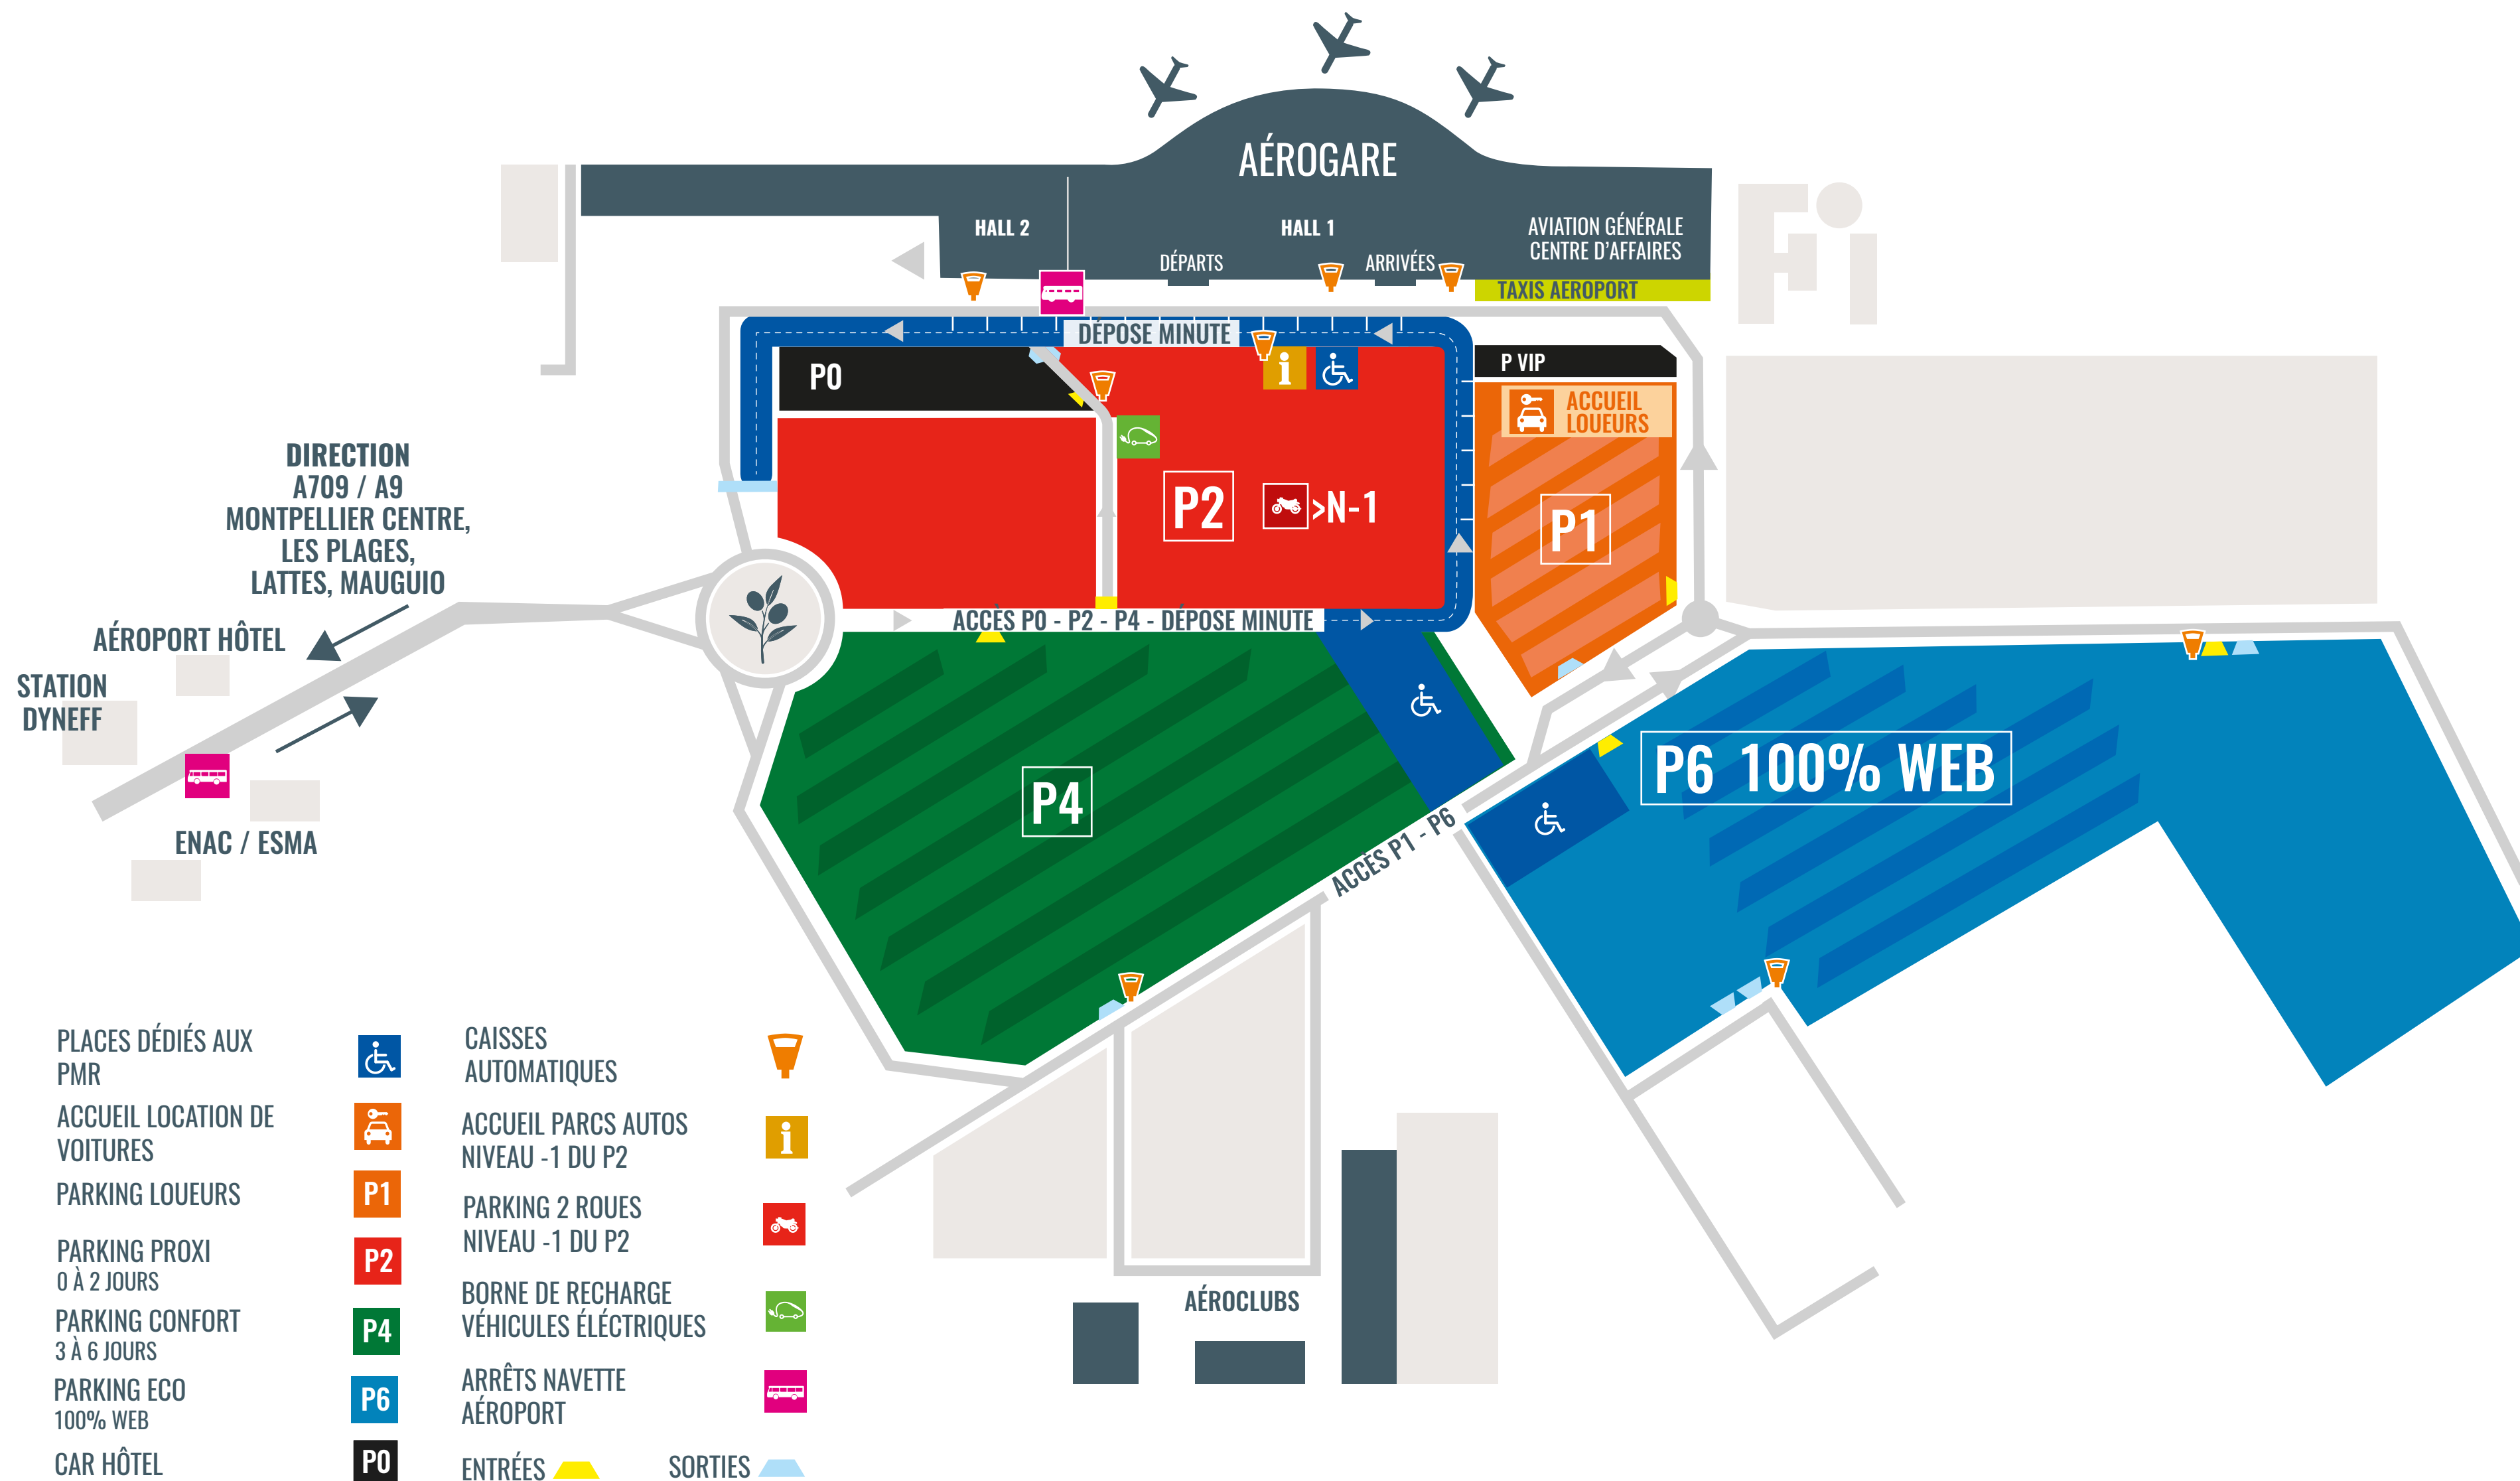 AÉROGARE
HALL 2
HALL 1
AVIATION GÉNÉRALE
CENTRE D'AFFAIRES
DÉPARTS
ARRIVÉES
TAXIS AEROPORT
DÉPOSE MINUTE
P0
i
P VIP
ACCUEIL
LOUEURS
P2
>N-1
P1
DIRECTION
A709 / A9
MONTPELLIER CENTRE,
LES PLAGES,
LATTES, MAUGUIO
ACCÈS P0 - P2 - P4 - DÉPOSE MINUTE
AÉROPORT HÔTEL
STATION
DYNEFF
ENAC / ESMA
P4
P6 100% WEB
ACCÈS P1 - P6
AÉROCLUBS
PLACES DÉDIÉS AUX
PMR
ACCUEIL LOCATION DE
VOITURES
PARKING LOUEURS
P1
PARKING PROXI
0 À 2 JOURS
P2
PARKING CONFORT
3 À 6 JOURS
P4
PARKING ECO
100% WEB
P6
CAR HÔTEL
P0
CAISSES
AUTOMATIQUES
ACCUEIL PARCS AUTOS
NIVEAU -1 DU P2
i
PARKING 2 ROUES
NIVEAU -1 DU P2
BORNE DE RECHARGE
VÉHICULES ÉLÉCTRIQUES
ARRÊTS NAVETTE
AÉROPORT
ENTRÉES
SORTIES